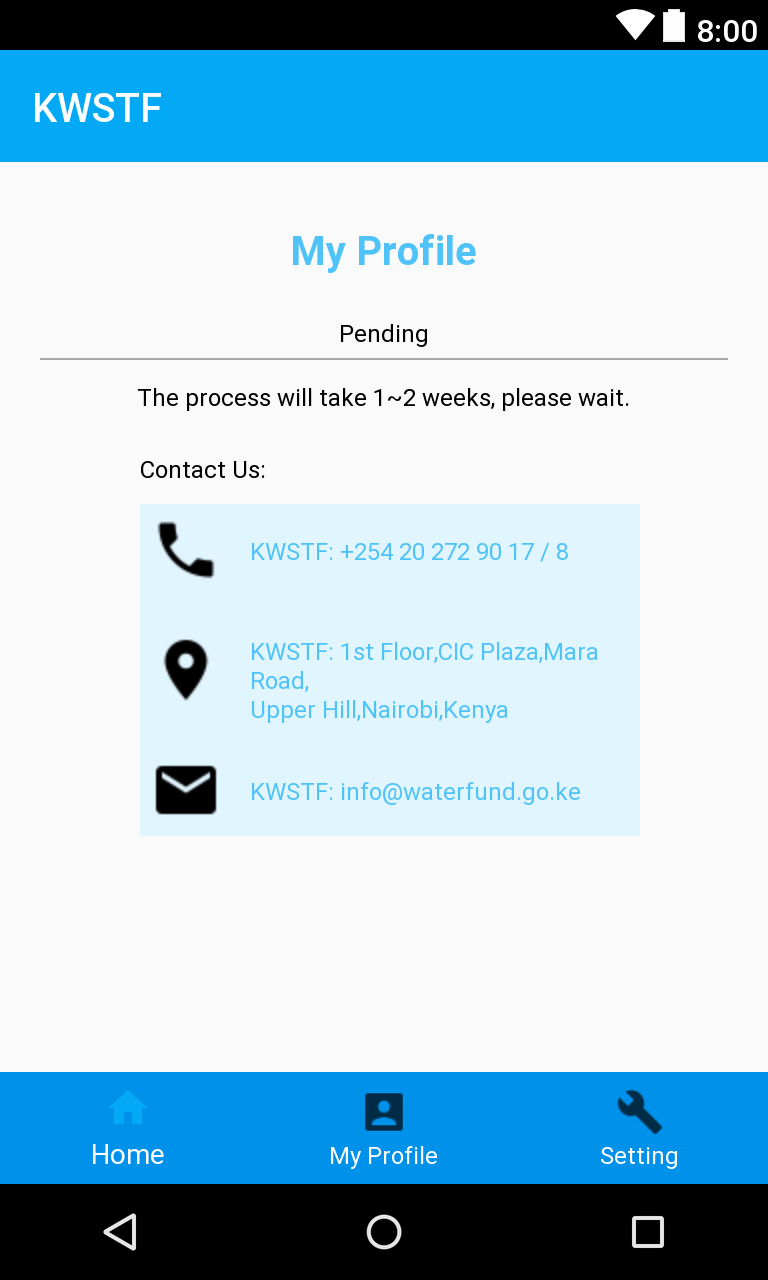 8:00
KWSTF
My Profile
Pending
The process will take 1~2 weeks, please wait.
Contact Us:
KWSTF: +254 20 272 90 17 / 8
KWSTF: 1st Floor,CIC Plaza,Mara
Road,
Upper Hill,Nairobi,Kenya
KWSTF: info@waterfund.go.ke
Home
My Profile
Setting